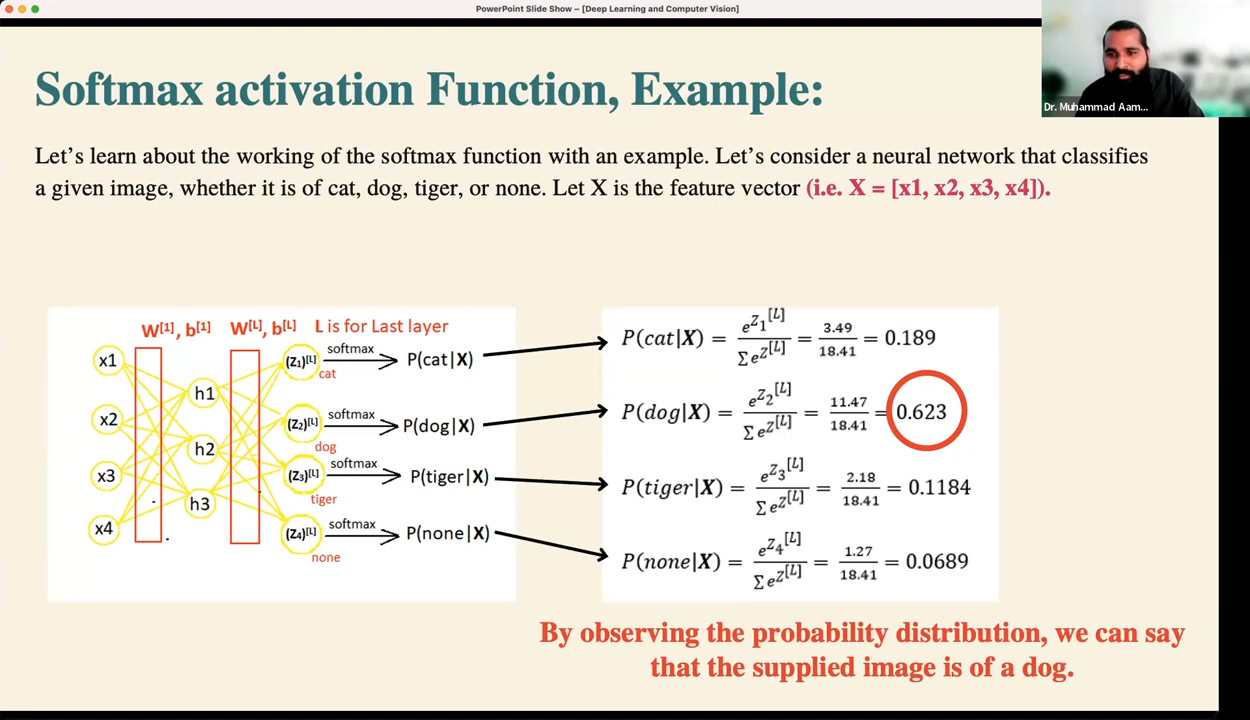 PowerPoint Slide Show – [Deep Learning and Computer Vision]
Dr. Muhammad Aam...
Softmax activation Function, Example:
Let’s learn about the working of the softmax function with an example. Let’s consider a neural network that classifies
a given image, whether it is of cat, dog, tiger, or none. Let X is the feature vector (i.e. X = [x1, x2, x3, x4]).
W[1], b[1] W[L], b[L] L is for Last layer
x1 (Z₁)[L] softmax P(cat|X)
cat
h1
x2 (Z₂)[L] softmax P(dog|X)
dog
h2
x3 (Z₃)[L] softmax P(tiger|X)
tiger
h3
x4 (Z₄)[L] softmax P(none|X)
none
P(cat|X) = e^Z₁^[L] / ∑ e^Z^[L] = 3.49 / 18.41 = 0.189
P(dog|X) = e^Z₂^[L] / ∑ e^Z^[L] = 11.47 / 18.41 = 0.623
P(tiger|X) = e^Z₃^[L] / ∑ e^Z^[L] = 2.18 / 18.41 = 0.1184
P(none|X) = e^Z₄^[L] / ∑ e^Z^[L] = 1.27 / 18.41 = 0.0689
By observing the probability distribution, we can say
that the supplied image is of a dog.